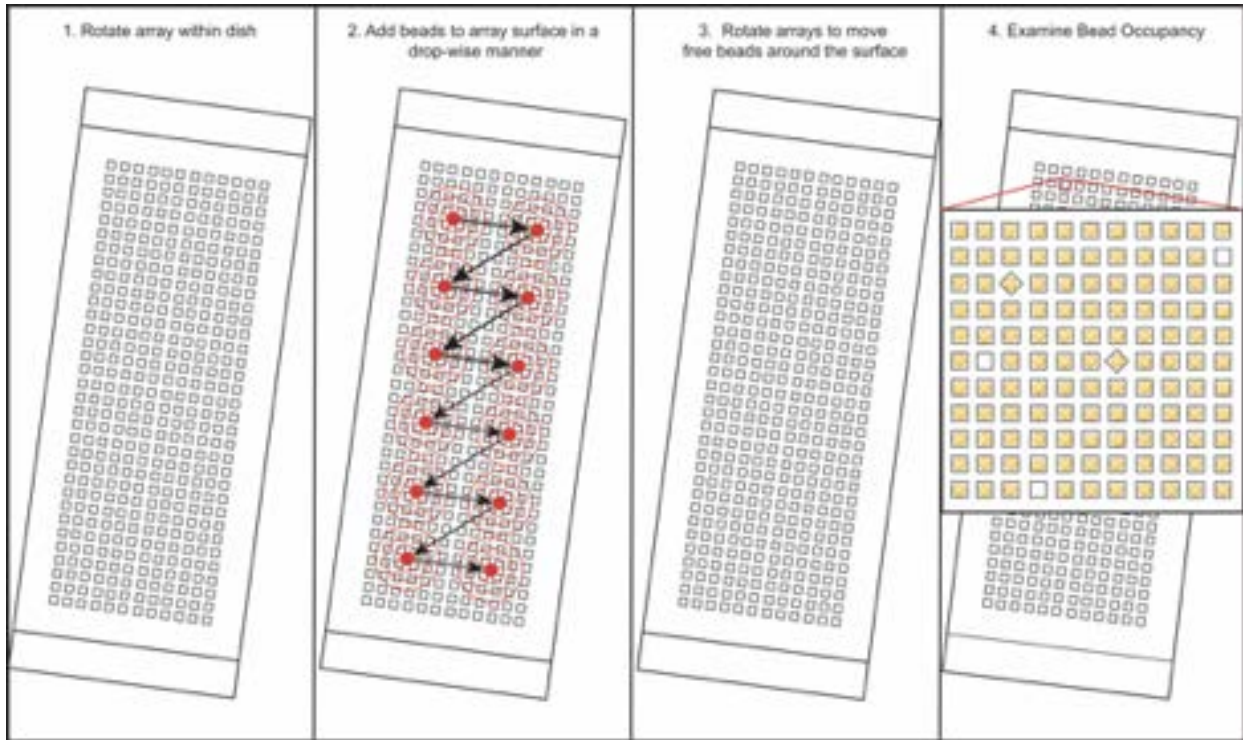 1. Rotate array within dish
2. Add beads to array surface in a
drop-wise manner
3. Rotate arrays to move
free beads around the surface
4. Examine Bead Occupancy